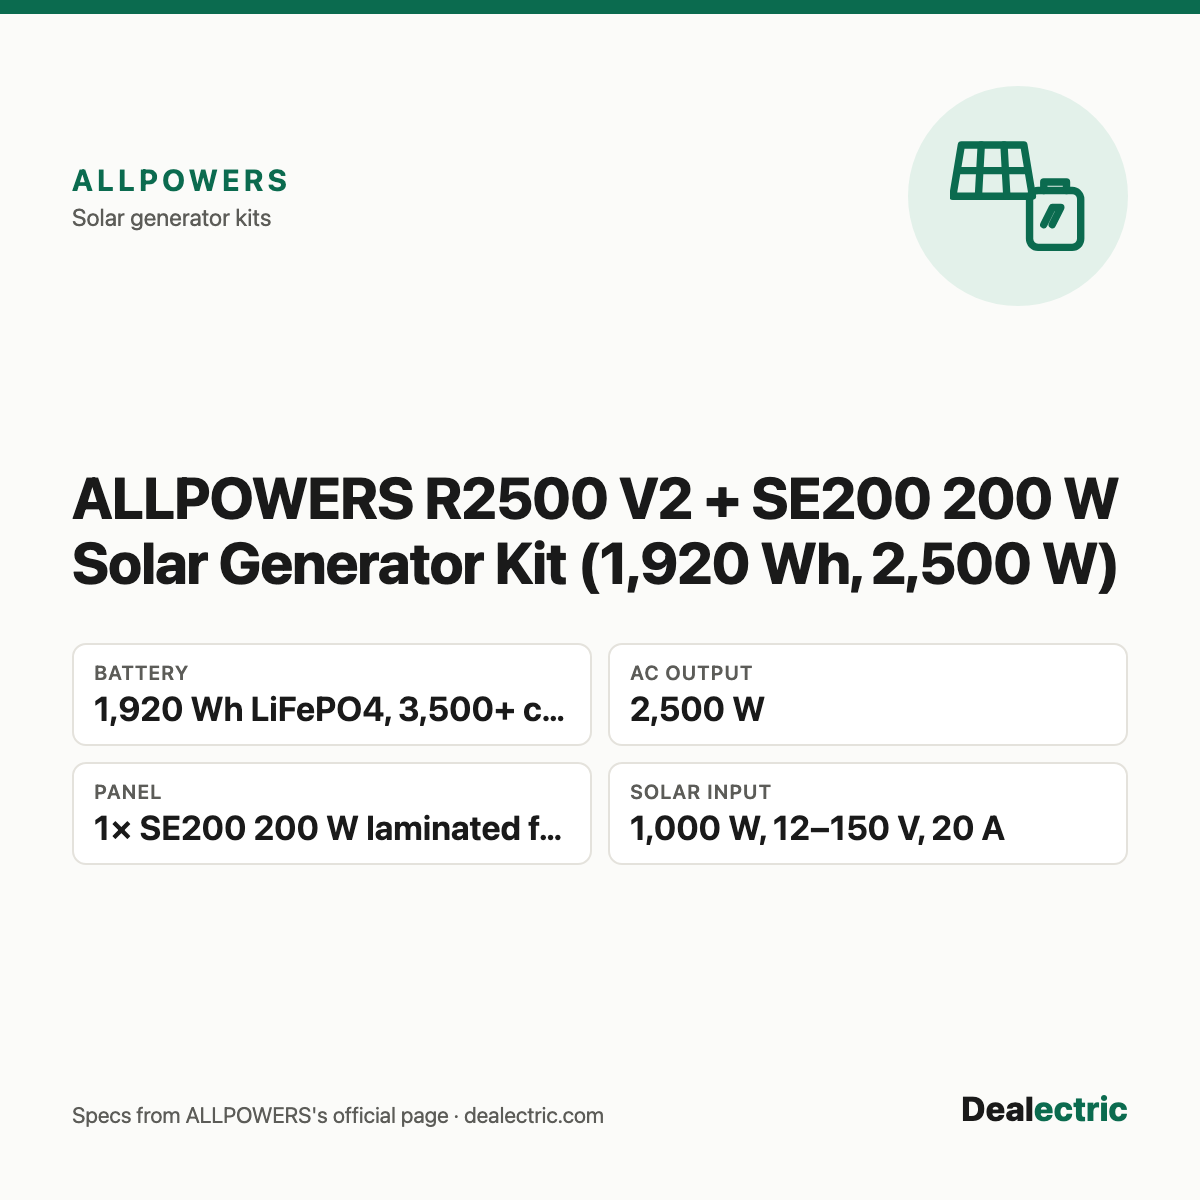 ALLPOWERS
Solar generator kits
ALLPOWERS R2500 V2 + SE200 200 W
Solar Generator Kit (1,920 Wh, 2,500 W)
BATTERY
1,920 Wh LiFePO4, 3,500+ c...
AC OUTPUT
2,500 W
PANEL
1× SE200 200 W laminated f...
SOLAR INPUT
1,000 W, 12–150 V, 20 A
Specs from ALLPOWERS's official page · dealectric.com
Dealectric